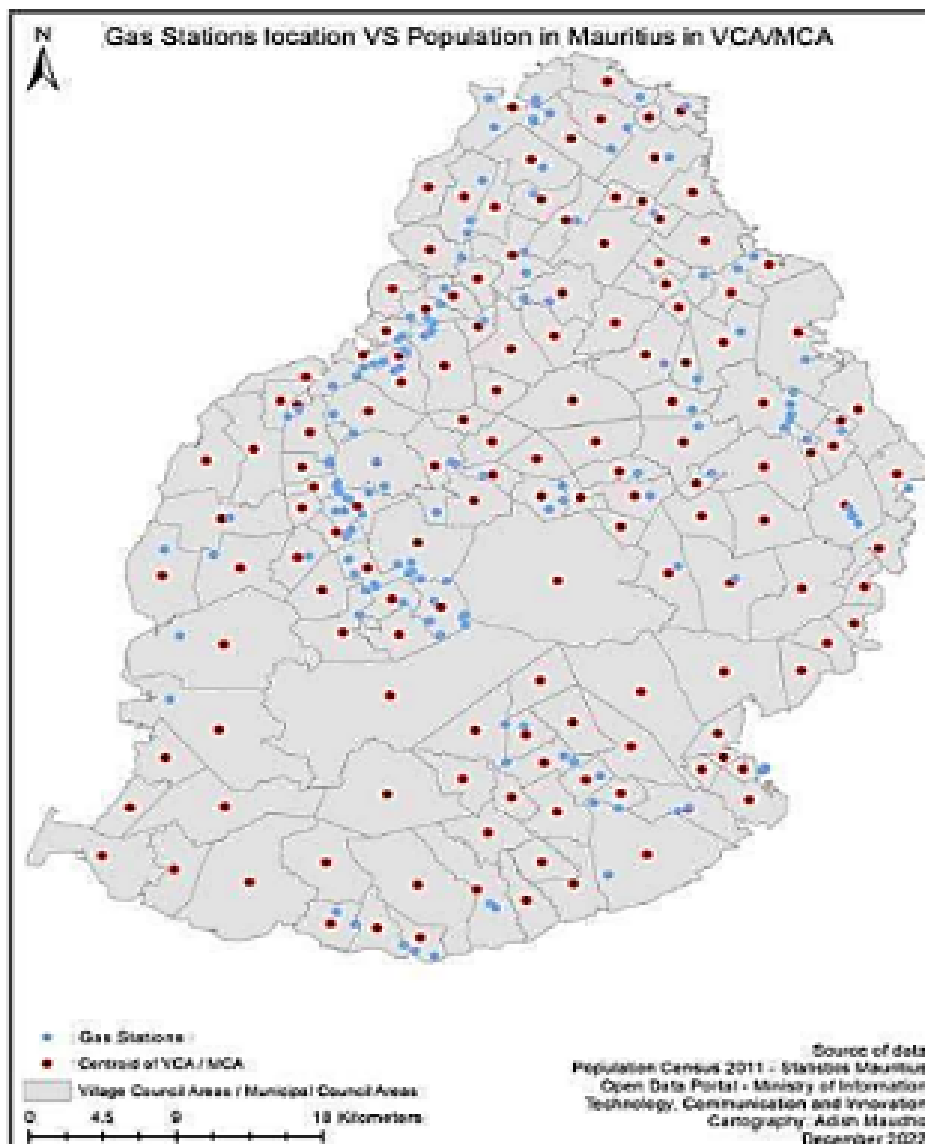 N
Gas Stations location VS Population in Mauritius in VCA/MCA
Gas Stations
Centroid of VCA / MCA
Village Council Areas / Municipal Council Areas
0 4.5 9 18 Kilometers
Source of data
Population Census 2011 - Statistics Mauritius
Open Data Portal - Ministry of Information
Technology, Communication and Innovation
Cartography: Adish Maudho
December 2022